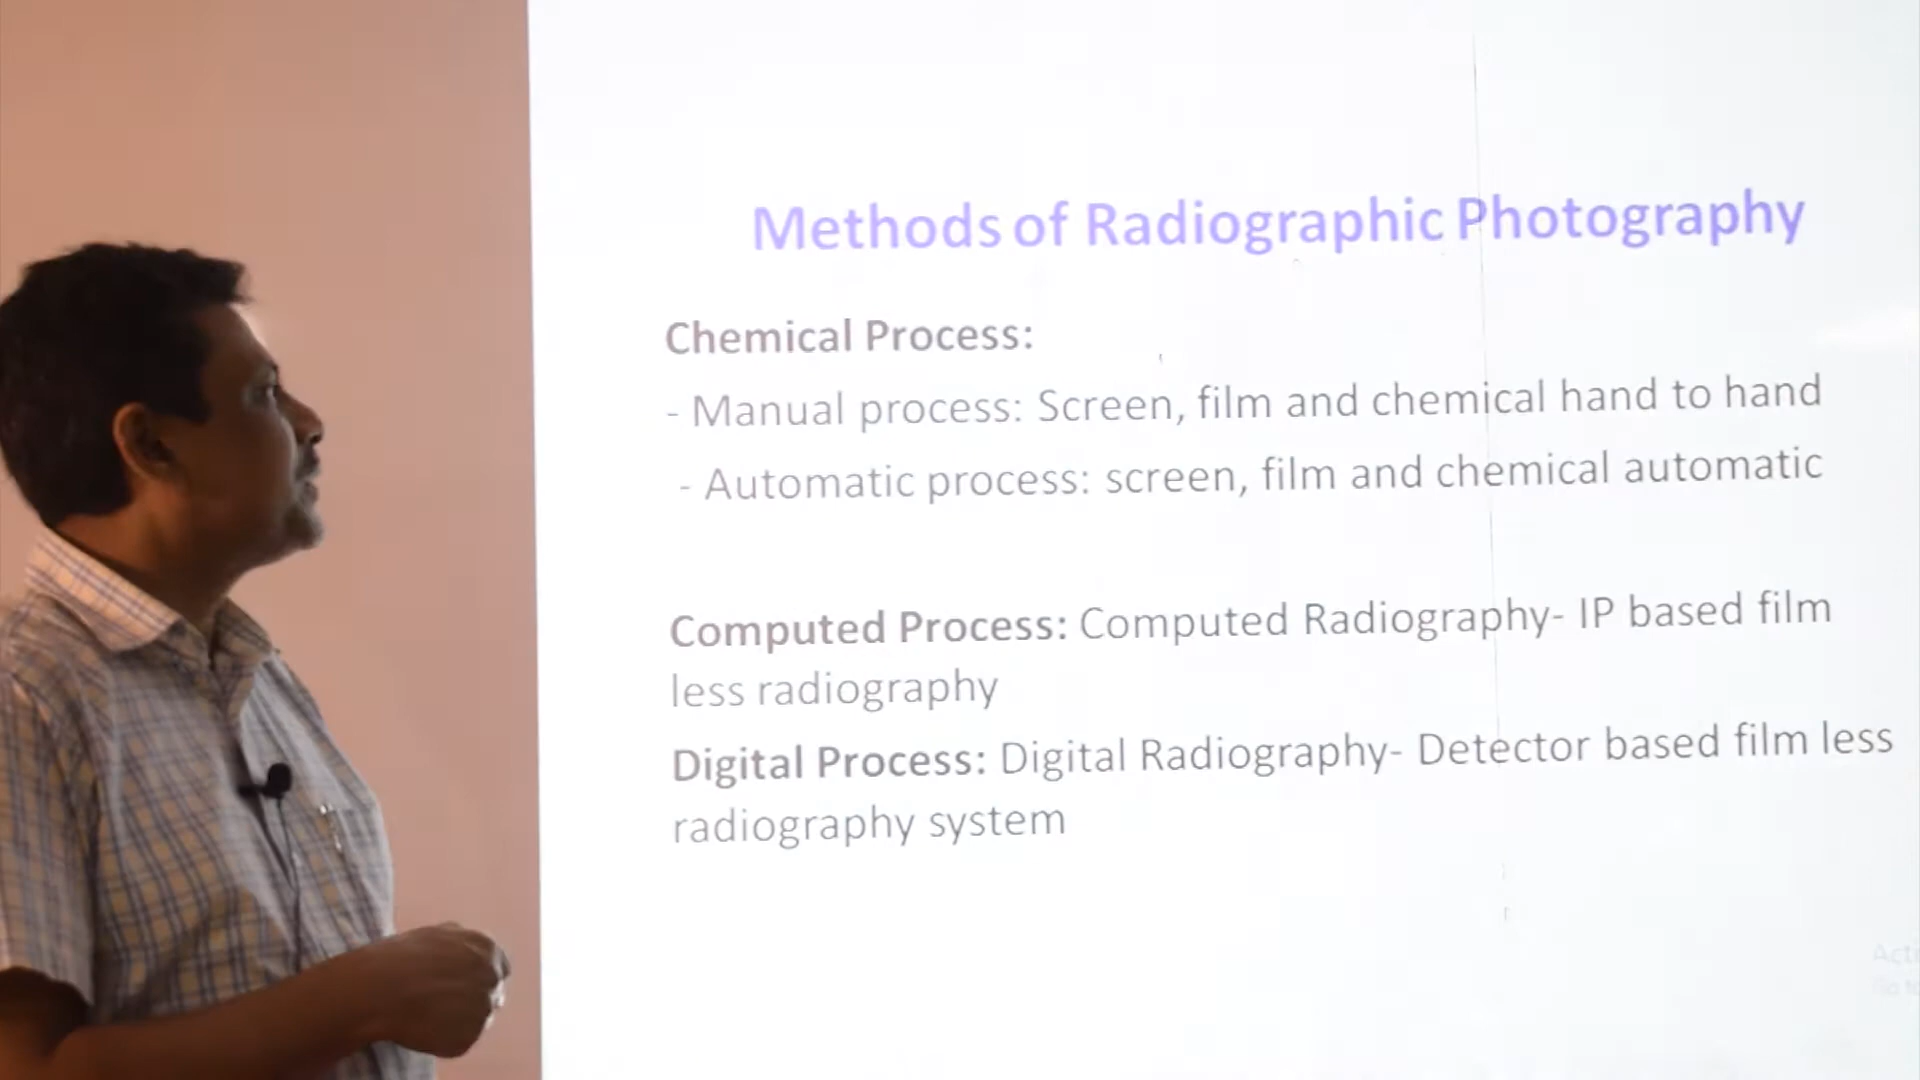 Methods of Radiographic Photography
Chemical Process:
- Manual process: Screen, film and chemical hand to hand
- Automatic process: screen, film and chemical automatic
Computed Process: Computed Radiography- IP based film
less radiography
Digital Process: Digital Radiography- Detector based film less
radiography system